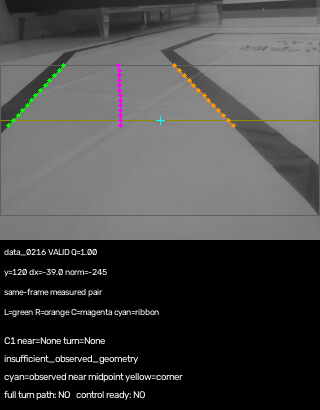 data_0216 VALID Q=1.00
y=120 dx=-39.0 norm=-245
same-frame measured pair
L=green R=orange C=magenta cyan=ribbon
C1 near=None turn=None
insufficient_observed_geometry
cyan=observed near midpoint yellow=corner
full turn path: NO control ready: NO